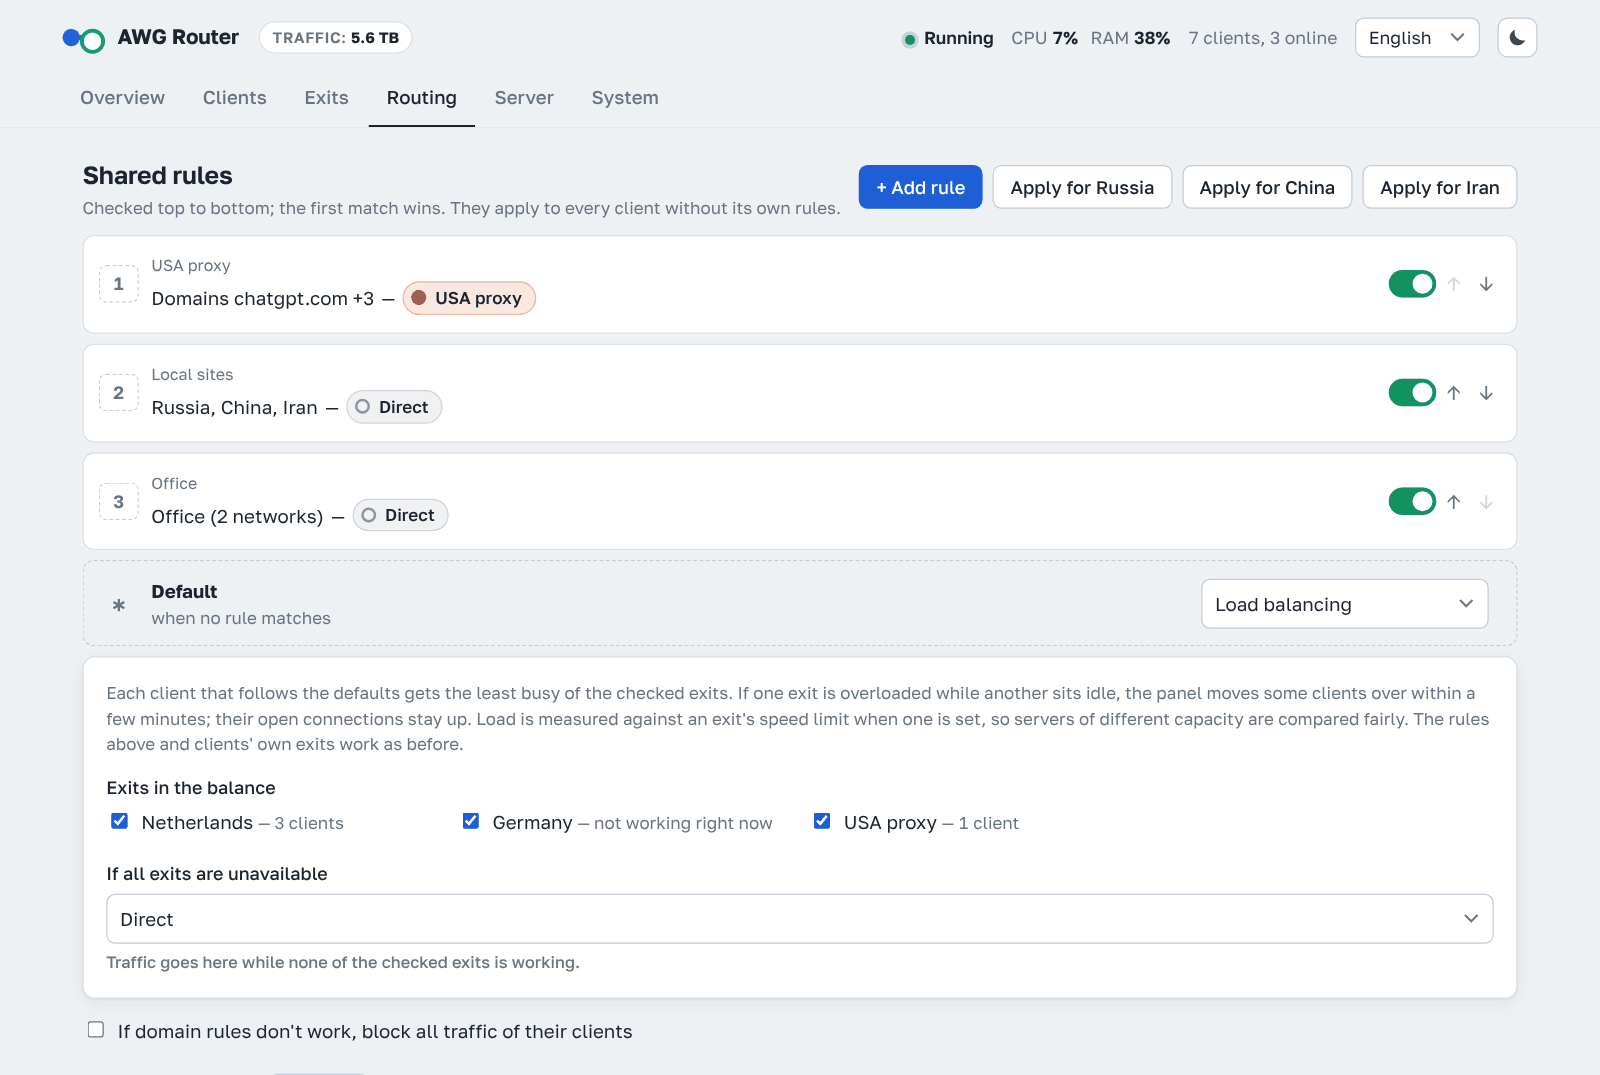 AWG Router
TRAFFIC: 5.6 TB
Running
CPU 7%
RAM 38%
7 clients, 3 online
English
Overview
Clients
Exits
Routing
Server
System
Shared rules
Checked top to bottom; the first match wins. They apply to every client without its own rules.
+ Add rule
Apply for Russia
Apply for China
Apply for Iran
1
USA proxy
Domains chatgpt.com +3 — USA proxy
2
Local sites
Russia, China, Iran — Direct
3
Office
Office (2 networks) — Direct
* Default
when no rule matches
Load balancing
Each client that follows the defaults gets the least busy of the checked exits. If one exit is overloaded while another sits idle, the panel moves some clients over within a
few minutes; their open connections stay up. Load is measured against an exit's speed limit when one is set, so servers of different capacity are compared fairly. The rules
above and clients' own exits work as before.
Exits in the balance
Netherlands — 3 clients
Germany — not working right now
USA proxy — 1 client
If all exits are unavailable
Direct
Traffic goes here while none of the checked exits is working.
If domain rules don't work, block all traffic of their clients